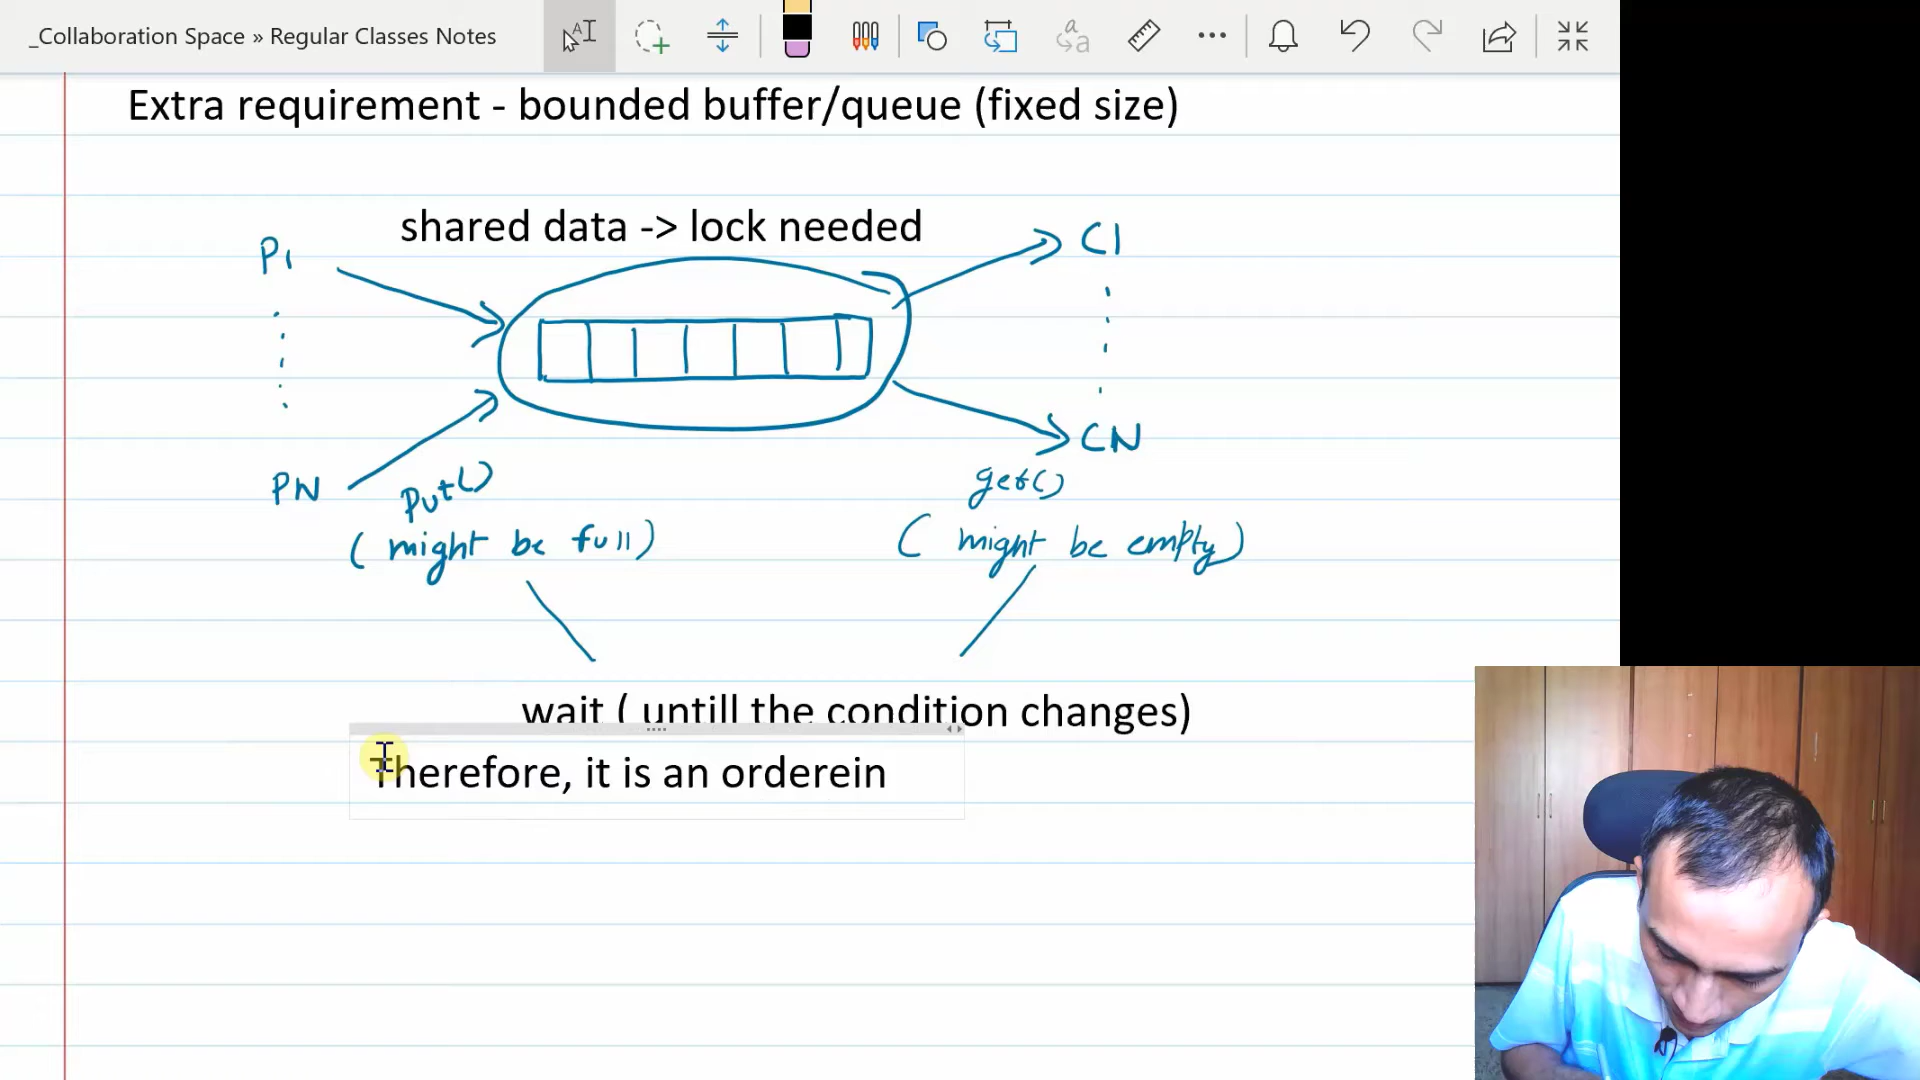 _Collaboration Space » Regular Classes Notes
Extra requirement - bounded buffer/queue (fixed size)
shared data -> lock needed
P1
C1
PN
CN
put()
get()
(might be full)
(might be empty)
wait ( untill the condition changes)
Therefore, it is an orderein